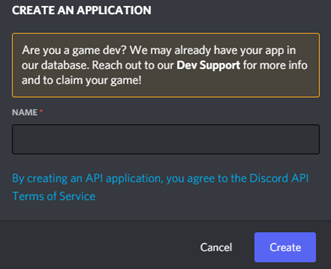 CREATE AN APPLICATION
Are you a game dev? We may already have your app in
our database. Reach out to our Dev Support for more info
and to claim your game!
NAME *
By creating an API application, you agree to the Discord API
Terms of Service
Cancel
Create